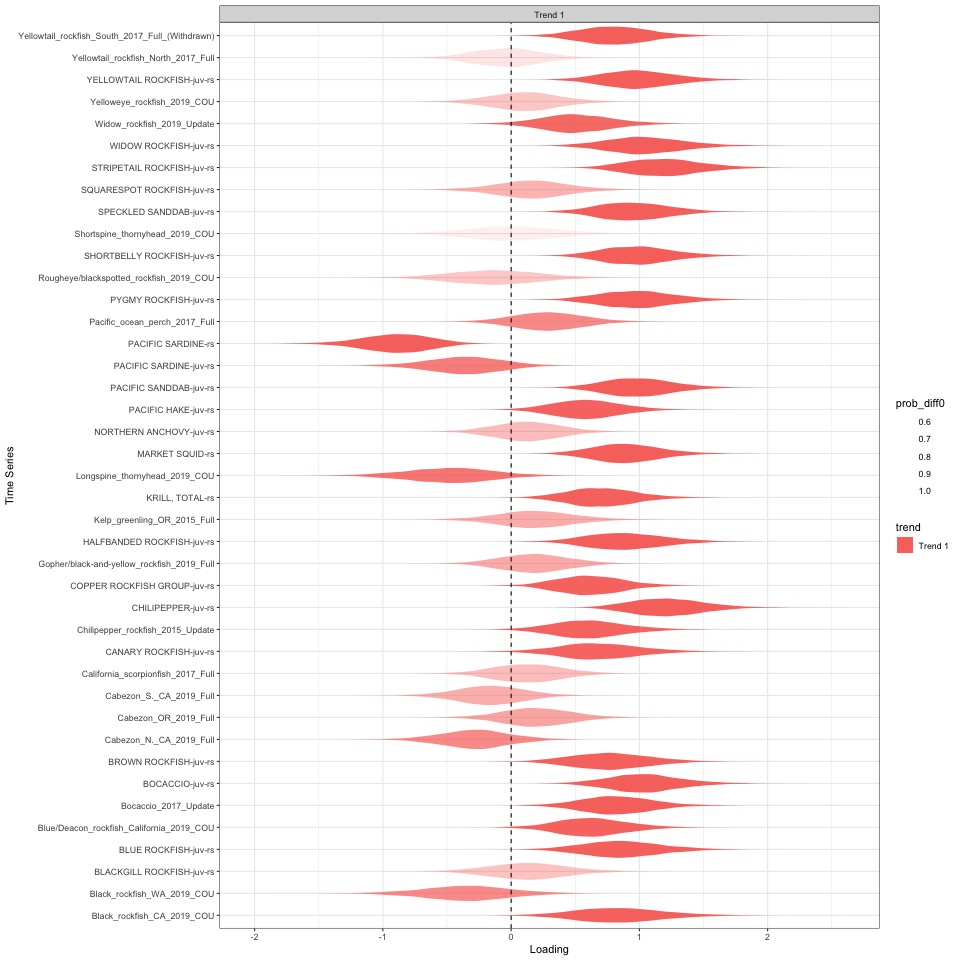 Trend 1
Yellowtail_rockfish_South_2017_Full_(Withdrawn)
Yellowtail_rockfish_North_2017_Full
YELLOWTAIL ROCKFISH-juv-rs
Yelloweye_rockfish_2019_COU
Widow_rockfish_2019_Update
WIDOW ROCKFISH-juv-rs
STRIPETAIL ROCKFISH-juv-rs
SQUARESPOT ROCKFISH-juv-rs
SPECKLED SANDDAB-juv-rs
Shortspine_thornyhead_2019_COU
SHORTBELLY ROCKFISH-juv-rs
Rougheye/blackspotted_rockfish_2019_COU
PYGMY ROCKFISH-juv-rs
Pacific_ocean_perch_2017_Full
PACIFIC SARDINE-rs
PACIFIC SARDINE-juv-rs
PACIFIC SANDDAB-juv-rs
PACIFIC HAKE-juv-rs
NORTHERN ANCHOVY-juv-rs
MARKET SQUID-rs
Longspine_thornyhead_2019_COU
KRILL, TOTAL-rs
Kelp_greenling_OR_2015_Full
HALFBANDED ROCKFISH-juv-rs
Gopher/black-and-yellow_rockfish_2019_Full
COPPER ROCKFISH GROUP-juv-rs
CHILIPEPPER-juv-rs
Chilipepper_rockfish_2015_Update
CANARY ROCKFISH-juv-rs
California_scorpionfish_2017_Full
Cabezon_S._CA_2019_Full
Cabezon_OR_2019_Full
Cabezon_N._CA_2019_Full
BROWN ROCKFISH-juv-rs
BOCACCIO-juv-rs
Bocaccio_2017_Update
Blue/Deacon_rockfish_California_2019_COU
BLUE ROCKFISH-juv-rs
BLACKGILL ROCKFISH-juv-rs
Black_rockfish_WA_2019_COU
Black_rockfish_CA_2019_COU
Time Series
-2 -1 0 1 2
Loading
prob_diff0
0.6
0.7
0.8
0.9
1.0
trend
Trend 1